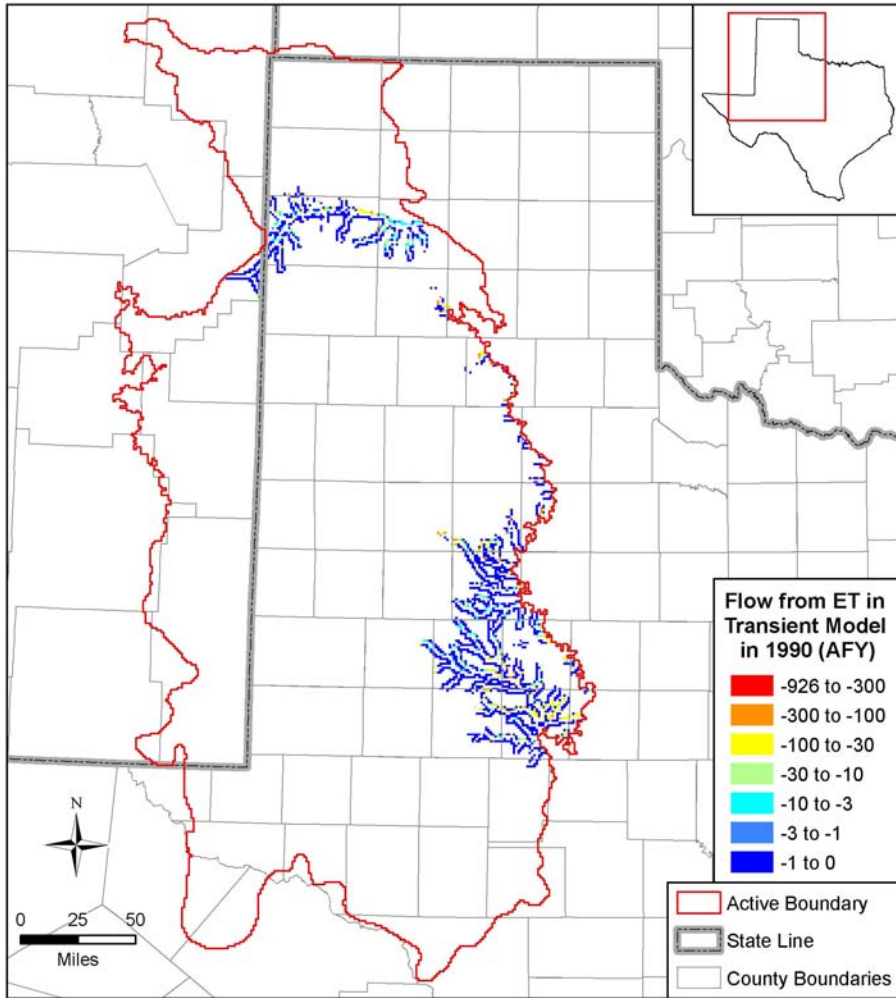 Flow from ET in
Transient Model
in 1990 (AFY)
-926 to -300
-300 to -100
-100 to -30
-30 to -10
-10 to -3
-3 to -1
-1 to 0
N
0 25 50
Miles
Active Boundary
State Line
County Boundaries